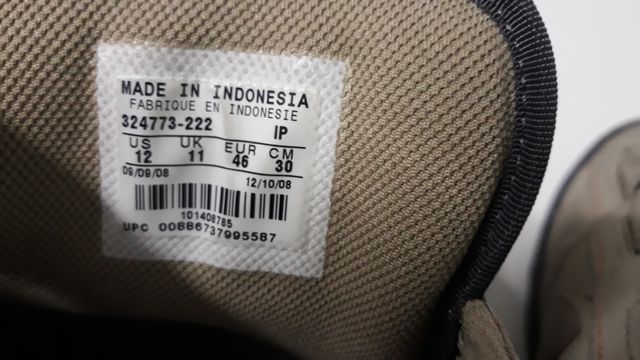 MADE IN INDONESIA
FABRIQUE EN INDONESIE
324773-222 IP
US UK EUR CM
12 11 46 30
09/09/08 12/10/08
101408785
UPC 00886737995587